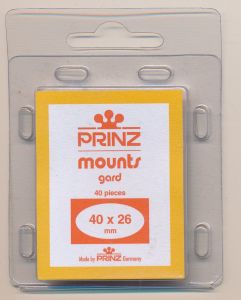 PRINZ
mounts
gard
40 pieces
40 x 26
mm
Made by PRINZ Germany